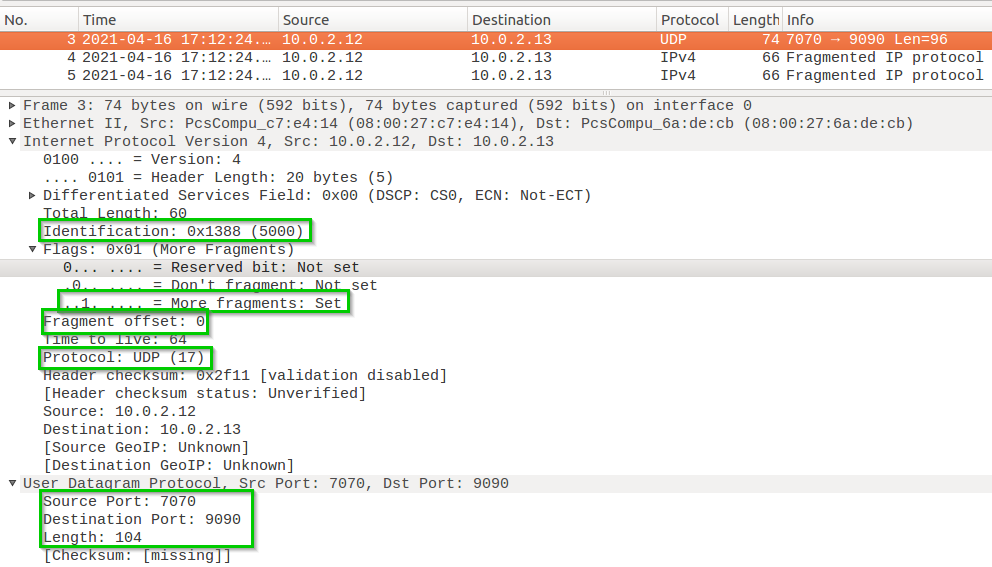 No. Time Source Destination Protocol Length Info
3 2021-04-16 17:12:24.… 10.0.2.12 10.0.2.13 UDP 74 7070 → 9090 Len=96
4 2021-04-16 17:12:24.… 10.0.2.12 10.0.2.13 IPv4 66 Fragmented IP protocol
5 2021-04-16 17:12:24.… 10.0.2.12 10.0.2.13 IPv4 66 Fragmented IP protocol
Frame 3: 74 bytes on wire (592 bits), 74 bytes captured (592 bits) on interface 0
Ethernet II, Src: PcsCompu_c7:e4:14 (08:00:27:c7:e4:14), Dst: PcsCompu_6a:de:cb (08:00:27:6a:de:cb)
Internet Protocol Version 4, Src: 10.0.2.12, Dst: 10.0.2.13
0100 .... = Version: 4
.... 0101 = Header Length: 20 bytes (5)
Differentiated Services Field: 0x00 (DSCP: CS0, ECN: Not-ECT)
Total Length: 60
Identification: 0x1388 (5000)
Flags: 0x01 (More Fragments)
0... .... = Reserved bit: Not set
.0.. .... = Don't fragment: Not set
..1. .... = More fragments: Set
Fragment offset: 0
Time to live: 64
Protocol: UDP (17)
Header checksum: 0x2f11 [validation disabled]
[Header checksum status: Unverified]
Source: 10.0.2.12
Destination: 10.0.2.13
[Source GeoIP: Unknown]
[Destination GeoIP: Unknown]
User Datagram Protocol, Src Port: 7070, Dst Port: 9090
Source Port: 7070
Destination Port: 9090
Length: 104
[Checksum: [missing]]